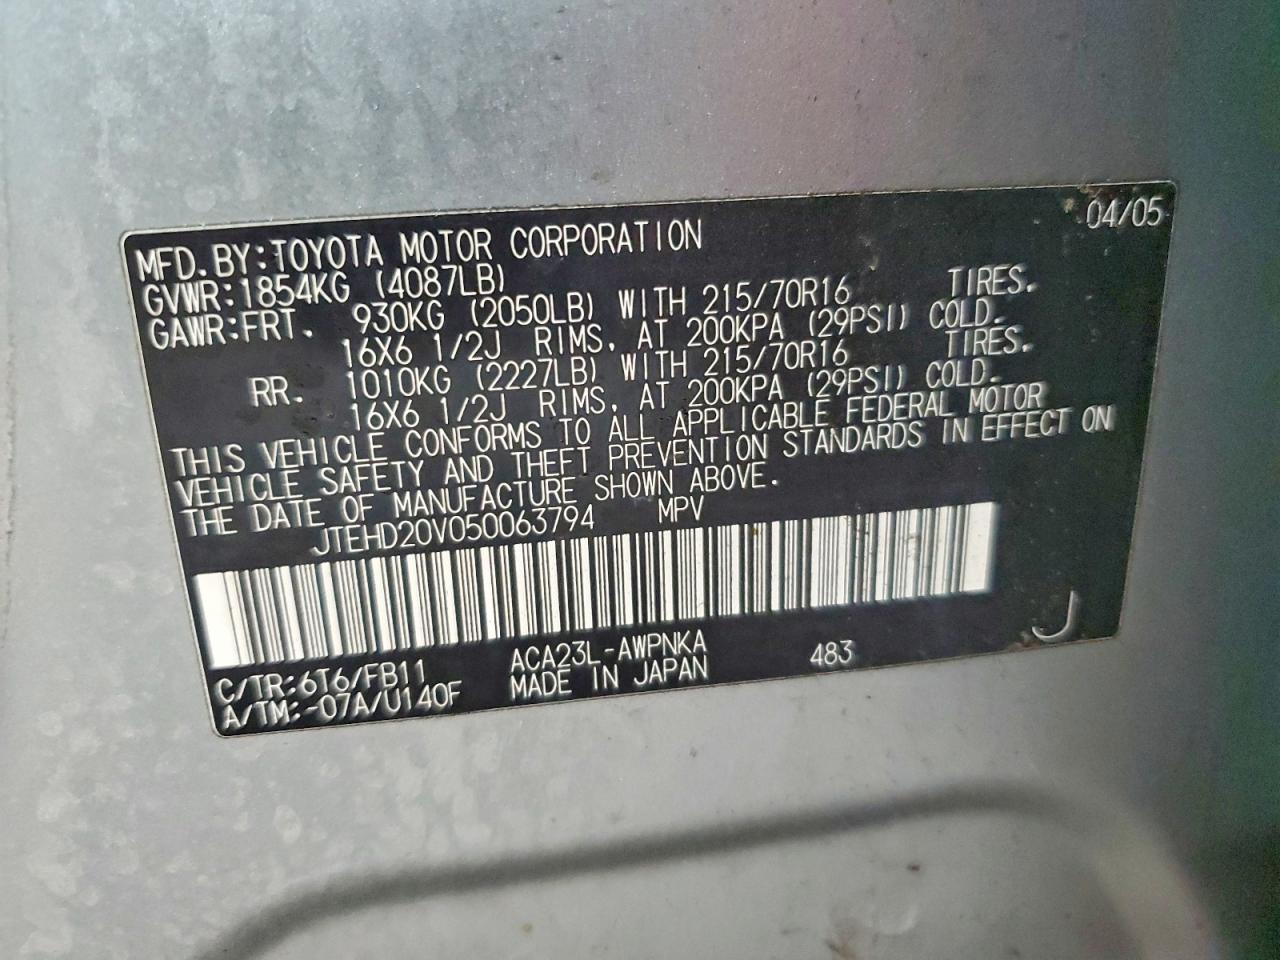 04/05
MFD.BY:TOYOTA MOTOR CORPORATION
GVWR:1854KG (4087LB)
GAWR:FRT. 930KG (2050LB) WITH 215/70R16 TIRES.
16X6 1/2J RIMS, AT 200KPA (29PSI) COLD.
RR. 1010KG (2227LB) WITH 215/70R16 TIRES.
16X6 1/2J RIMS, AT 200KPA (29PSI) COLD.
THIS VEHICLE CONFORMS TO ALL APPLICABLE FEDERAL MOTOR
VEHICLE SAFETY AND THEFT PREVENTION STANDARDS IN EFFECT ON
THE DATE OF MANUFACTURE SHOWN ABOVE.
JTEHD20V050063794 MPV
C/TR:6T6/FB11 ACA23L-AWPNKA 483 J
A/TM:-07A/U140F MADE IN JAPAN